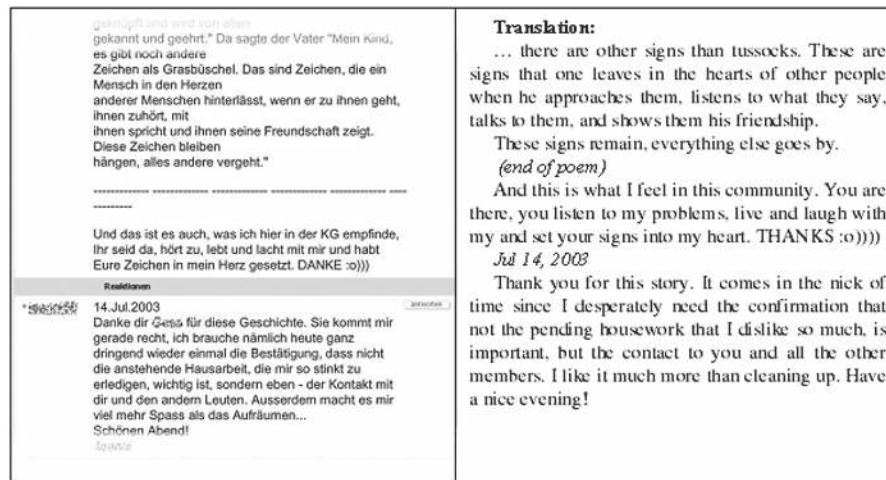 geknüpft und wird von allen
gekannt und geehrt." Da sagte der Vater "Mein Kind,
es gibt noch andere
Zeichen als Grasbüschel. Das sind Zeichen, die ein
Mensch in den Herzen
anderer Menschen hinterlässt, wenn er zu ihnen geht,
ihnen zuhört, mit
ihnen spricht und ihnen seine Freundschaft zeigt.
Diese Zeichen bleiben
hängen, alles andere vergeht."
------------- ------------- ------------- ------------- ------------- ----
---------
Und das ist es auch, was ich hier in der KG empfinde,
Ihr seid da, hört zu, lebt und lacht mit mir und habt
Eure Zeichen in mein Herz gesetzt. DANKE :o)))
Reaktionen
14.Jul.2003
antworten
Danke dir für diese Geschichte. Sie kommt mir
gerade recht, ich brauche nämlich heute ganz
dringend wieder einmal die Bestätigung, dass nicht
die anstehende Hausarbeit, die mir so stinkt zu
erledigen, wichtig ist, sondern eben - der Kontakt mit
dir und den andern Leuten. Ausserdem macht es mir
viel mehr Spass als das Aufräumen...
Schönen Abend!
Translation:
... there are other signs than tussocks. These are
signs that one leaves in the hearts of other people
when he approaches them, listens to what they say,
talks to them, and shows them his friendship.
These signs remain, everything else goes by.
(end of poem)
And this is what I feel in this community. You are
there, you listen to my problems, live and laugh with
my and set your signs into my heart. THANKS :o))))
Jul 14, 2003
Thank you for this story. It comes in the nick of
time since I desperately need the confirmation that
not the pending housework that I dislike so much, is
important, but the contact to you and all the other
members. I like it much more than cleaning up. Have
a nice evening!